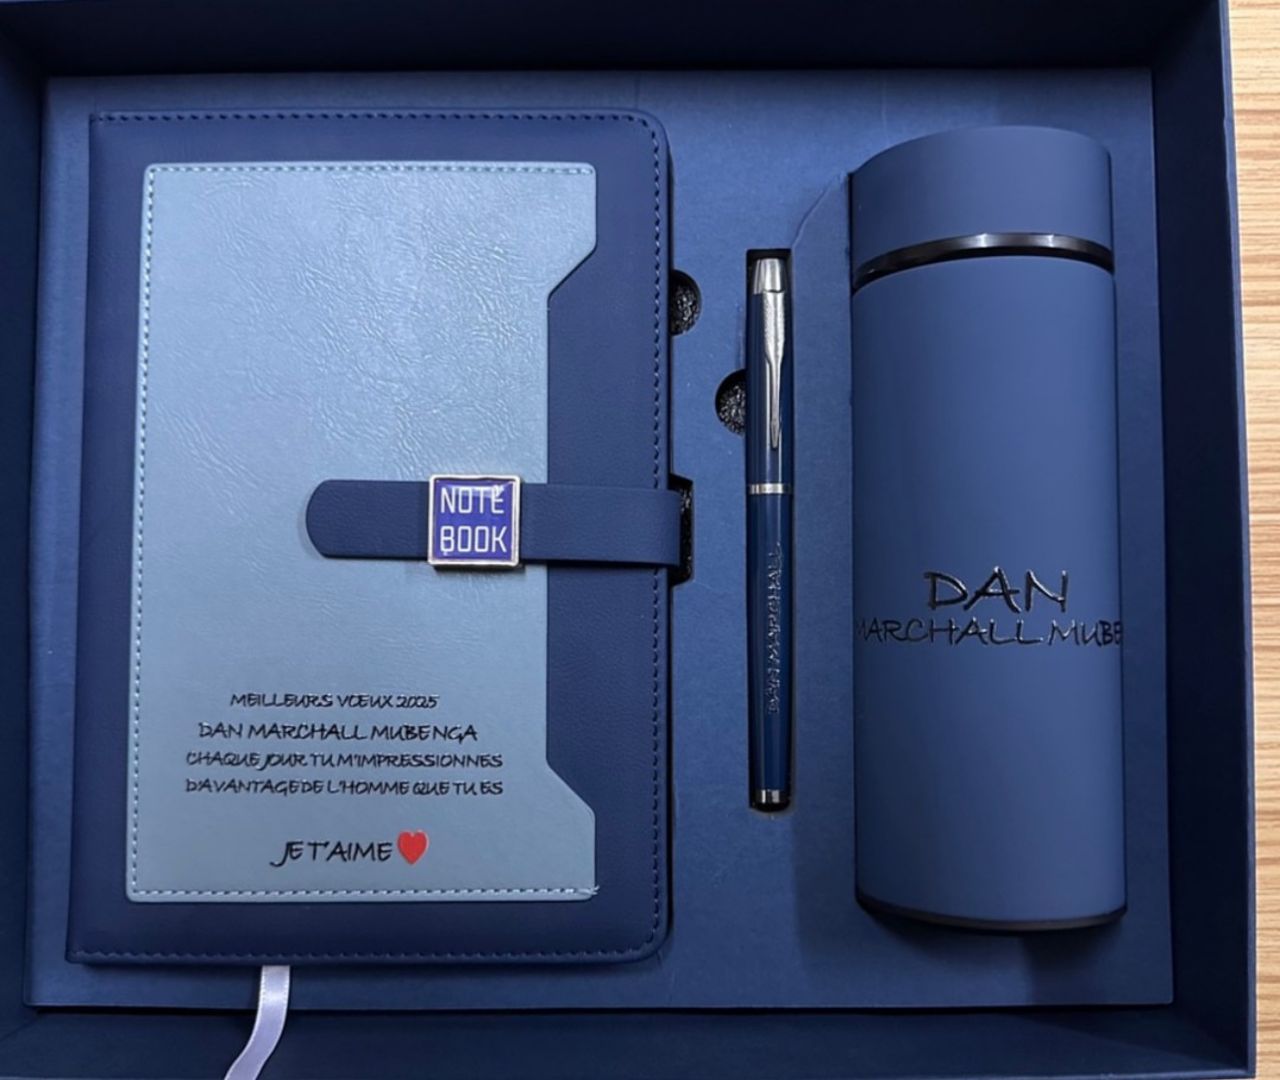 NOTE
BOOK
MEILLEURS VŒUX 2025
DAN MARCHALL MUBENGA
CHAQUE JOUR TU M'IMPRESSIONNES
D'AVANTAGE DE L'HOMME QUE TU ES
JE T'AIME❤️
DAN MARCHALL
DAN
MARCHALL MUBE